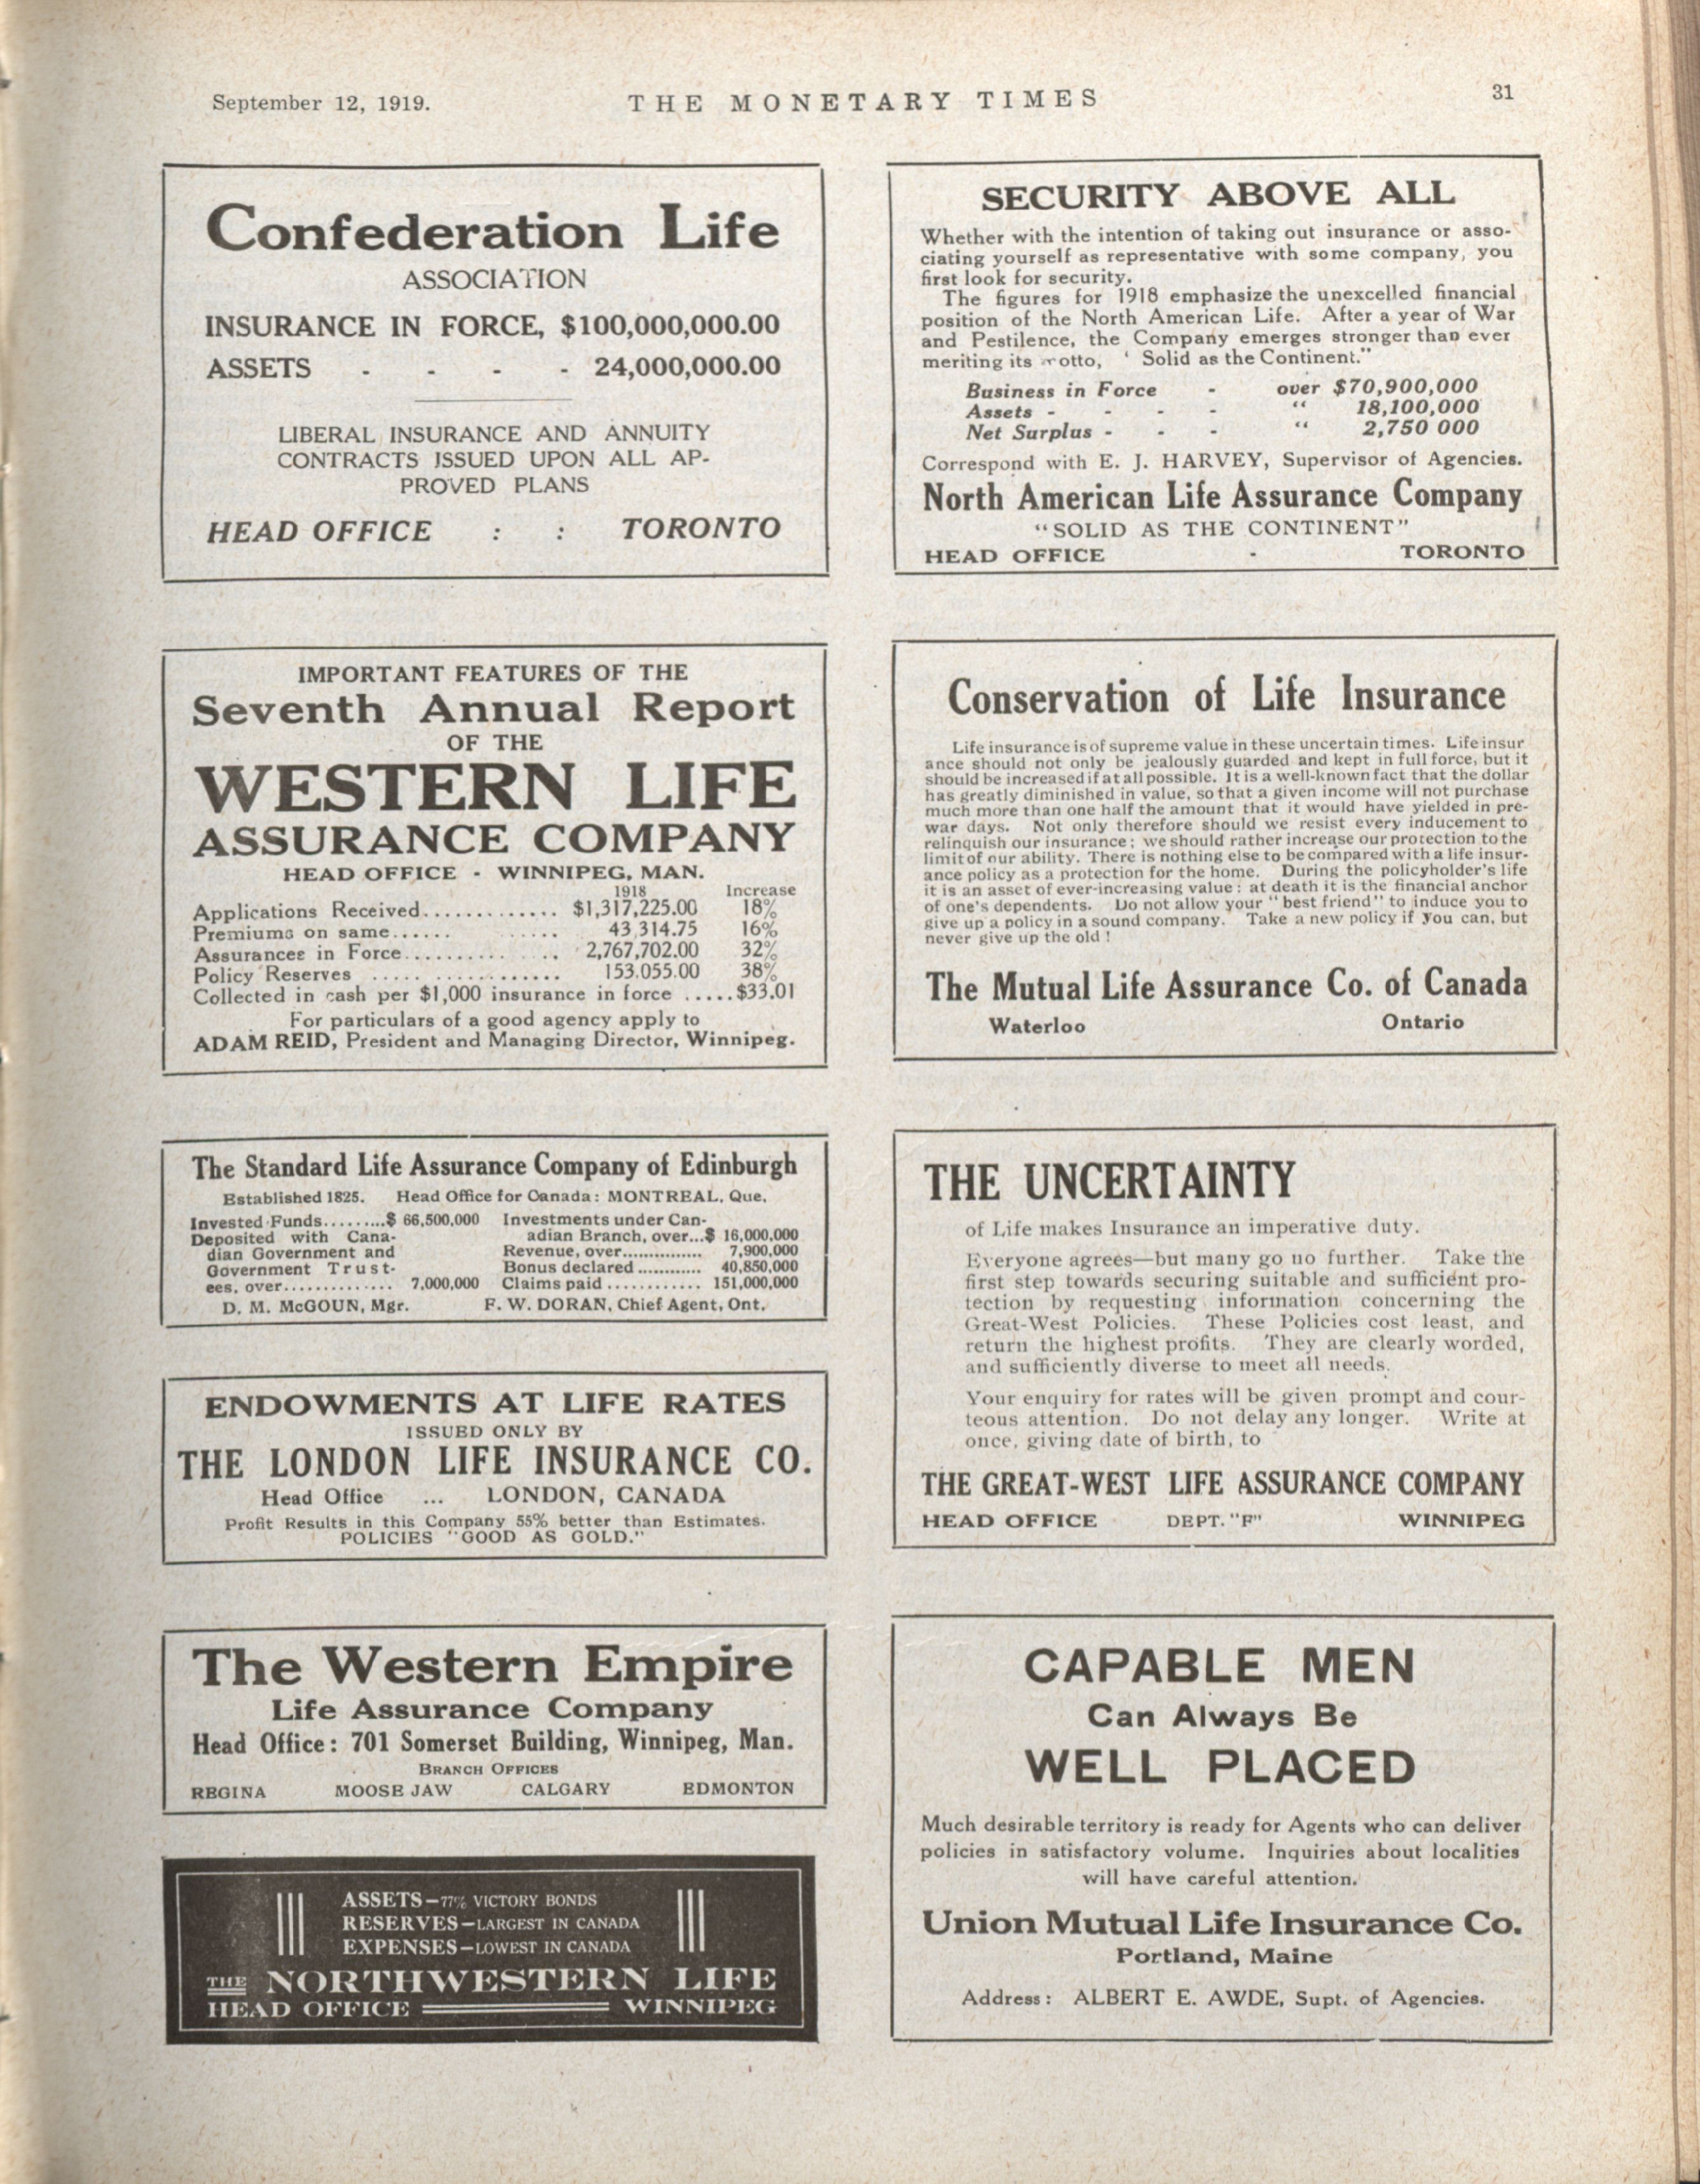 September 12, 1919.
THE MONETARY TIMES
31
Confederation Life
ASSOCIATION
INSURANCE IN FORCE, $100,000,000.00
ASSETS - - - - 24,000,000.00
LIBERAL INSURANCE AND ANNUITY
CONTRACTS ISSUED UPON ALL AP-
PROVED PLANS
HEAD OFFICE : : TORONTO
IMPORTANT FEATURES OF THE
Seventh Annual Report
OF THE
WESTERN LIFE
ASSURANCE COMPANY
HEAD OFFICE - WINNIPEG, MAN.
1918 Increase
Applications Received............. $1,317,225.00 18%
Premiums on same...... ..... 43,314.75 16%
Assurances in Force.......... .. 2,767,702.00 32%
Policy Reserves ..... ............ 153.055.00 38%
Collected in cash per $1,000 insurance in force .....$33.01
For particulars of a good agency apply to
ADAM REID, President and Managing Director, Winnipeg.
The Standard Life Assurance Company of Edinburgh
Established 1825. Head Office for Canada: MONTREAL, Que.
Invested Funds.........$ 66,500,000
Deposited with Cana-
dian Government and
Government Trust-
ees, over............. 7,000,000
Investments under Can-
adian Branch, over...$ 16,000,000
Revenue, over............... 7,900,000
Bonus declared ............ 40,850,000
Claims paid ............ 151,000,000
D. M. McGOUN, Mgr. F. W. DORAN, Chief Agent, Ont.
ENDOWMENTS AT LIFE RATES
ISSUED ONLY BY
THE LONDON LIFE INSURANCE CO.
Head Office ... LONDON, CANADA
Profit Results in this Company 55% better than Estimates.
POLICIES "GOOD AS GOLD."
The Western Empire
Life Assurance Company
Head Office: 701 Somerset Building, Winnipeg, Man.
BRANCH OFFICES
REGINA MOOSE JAW CALGARY EDMONTON
ASSETS—77% VICTORY BONDS
RESERVES—LARGEST IN CANADA
EXPENSES—LOWEST IN CANADA
THE NORTHWESTERN LIFE
HEAD OFFICE WINNIPEG
SECURITY ABOVE ALL
Whether with the intention of taking out insurance or asso-
ciating yourself as representative with some company, you
first look for security.
The figures for 1918 emphasize the unexcelled financial
position of the North American Life. After a year of War
and Pestilence, the Company emerges stronger than ever
meriting its otto, ' Solid as the Continent."
Business in Force - over $70,900,000
Assets - - - - " 18,100,000
Net Surplus - - - " 2,750 000
Correspond with E. J. HARVEY, Supervisor of Agencies.
North American Life Assurance Company
"SOLID AS THE CONTINENT"
HEAD OFFICE - TORONTO
Conservation of Life Insurance
Life insurance is of supreme value in these uncertain times. Life insur
ance should not only be jealously guarded and kept in full force, but it
should be increased if at all possible. It is a well-known fact that the dollar
has greatly diminished in value, so that a given income will not purchase
much more than one half the amount that it would have yielded in pre-
war days. Not only therefore should we resist every inducement to
relinquish our insurance; we should rather increase our protection to the
limit of our ability. There is nothing else to be compared with a life insur-
ance policy as a protection for the home. During the policyholder's life
it is an asset of ever-increasing value: at death it is the financial anchor
of one's dependents. Do not allow your "best friend" to induce you to
give up a policy in a sound company. Take a new policy if you can, but
never give up the old!
The Mutual Life Assurance Co. of Canada
Waterloo Ontario
THE UNCERTAINTY
of Life makes Insurance an imperative duty.
Everyone agrees—but many go no further. Take the
first step towards securing suitable and sufficient pro-
tection by requesting information concerning the
Great-West Policies. These Policies cost least, and
return the highest profits. They are clearly worded,
and sufficiently diverse to meet all needs.
Your enquiry for rates will be given prompt and cour-
teous attention. Do not delay any longer. Write at
once, giving date of birth, to
THE GREAT-WEST LIFE ASSURANCE COMPANY
HEAD OFFICE DEPT. "F" WINNIPEG
CAPABLE MEN
Can Always Be
WELL PLACED
Much desirable territory is ready for Agents who can deliver
policies in satisfactory volume. Inquiries about localities
will have careful attention.
Union Mutual Life Insurance Co.
Portland, Maine
Address: ALBERT E. AWDE, Supt. of Agencies.